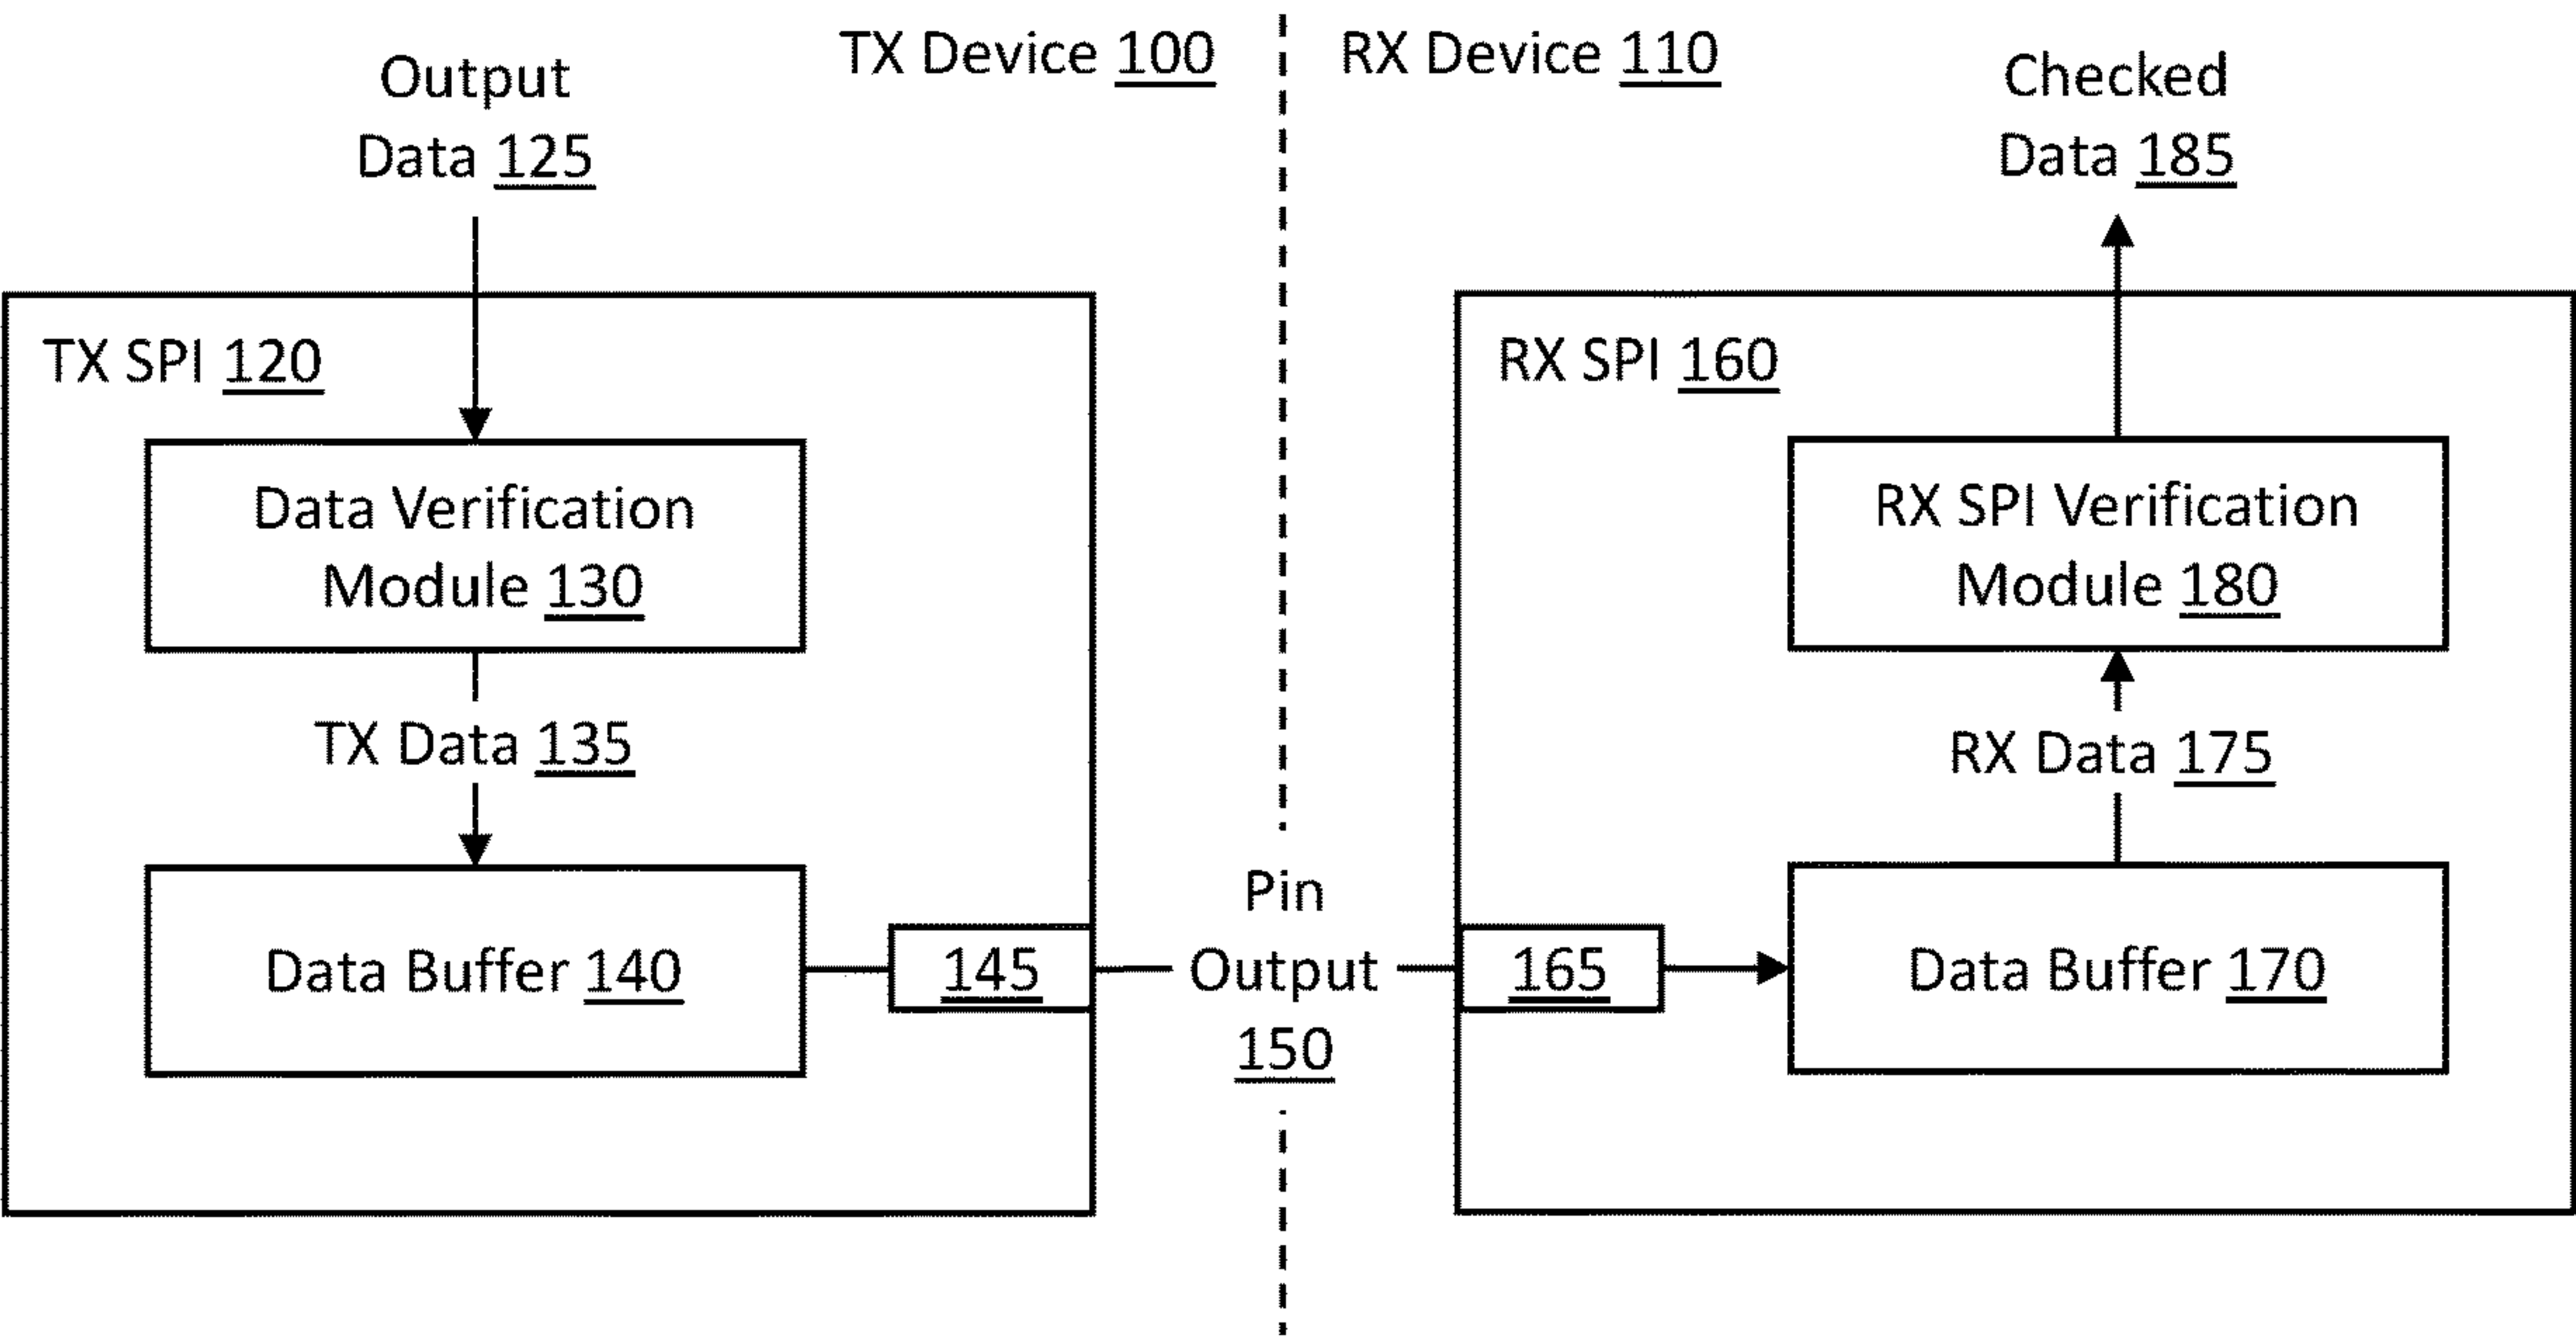 TX Device 100
RX Device 110
Output
Data 125
Checked
Data 185
TX SPI 120
Data Verification
Module 130
TX Data 135
Data Buffer 140
145
Pin
Output
150
RX SPI 160
RX SPI Verification
Module 180
RX Data 175
165
Data Buffer 170